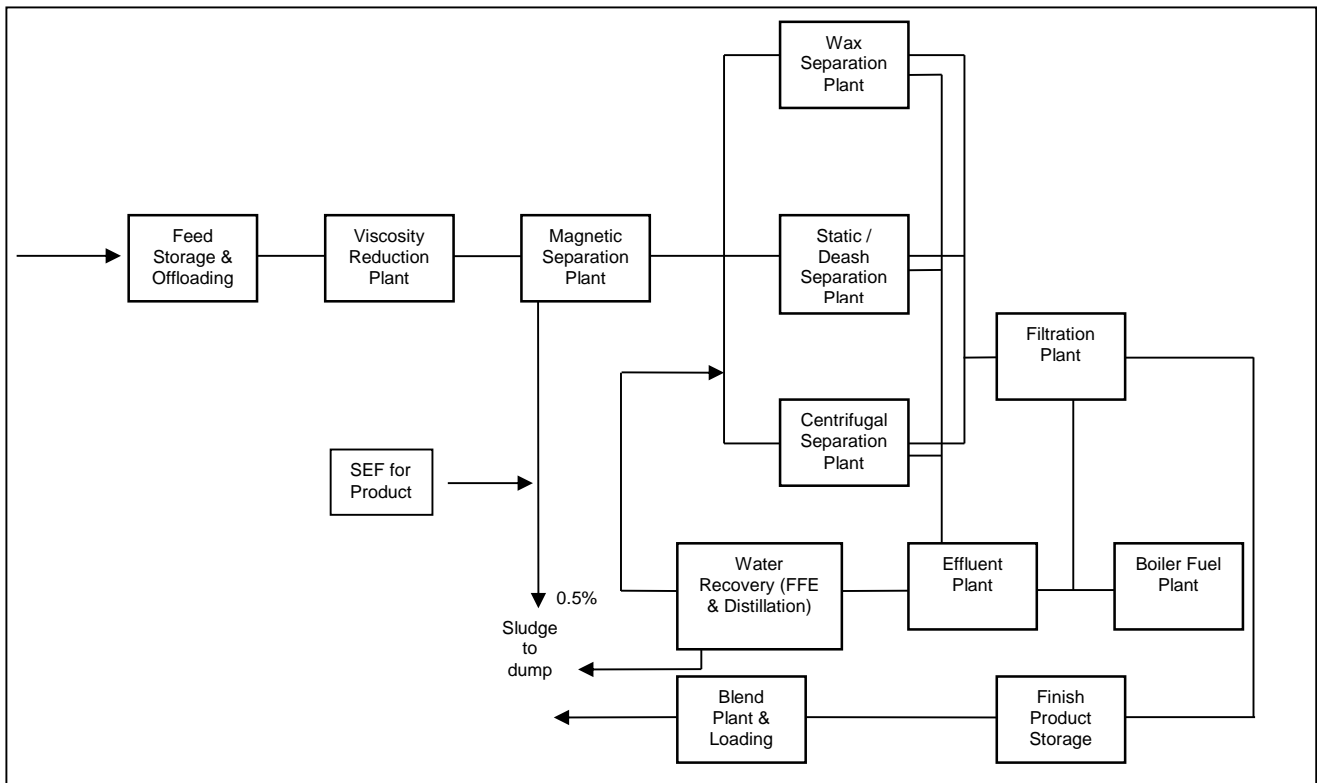 Wax
Separation
Plant
Feed
Storage &
Offloading
Viscosity
Reduction
Plant
Magnetic
Separation
Plant
Static /
Deash
Separation
Plant
Filtration
Plant
Centrifugal
Separation
Plant
SEF for
Product
Water
Recovery (FFE
& Distillation)
Effluent
Plant
Boiler Fuel
Plant
0.5%
Sludge
to
dump
Blend
Plant &
Loading
Finish
Product
Storage